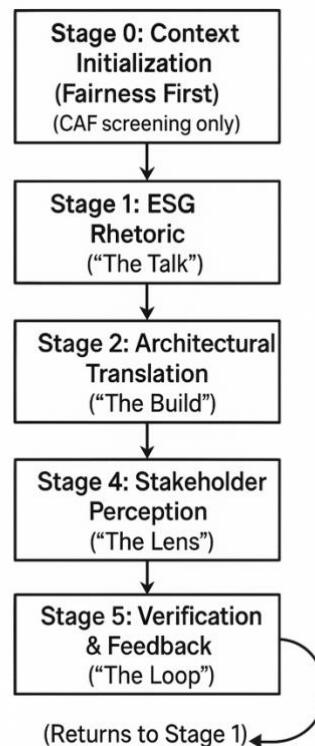 Stage 0: Context
Initialization
(Fairness First)
(CAF screening only)
Stage 1: ESG
Rhetoric
(“The Talk”)
Stage 2: Architectural
Translation
(“The Build”)
Stage 4: Stakeholder
Perception
(“The Lens”)
Stage 5: Verification
& Feedback
(“The Loop”)
(Returns to Stage 1)